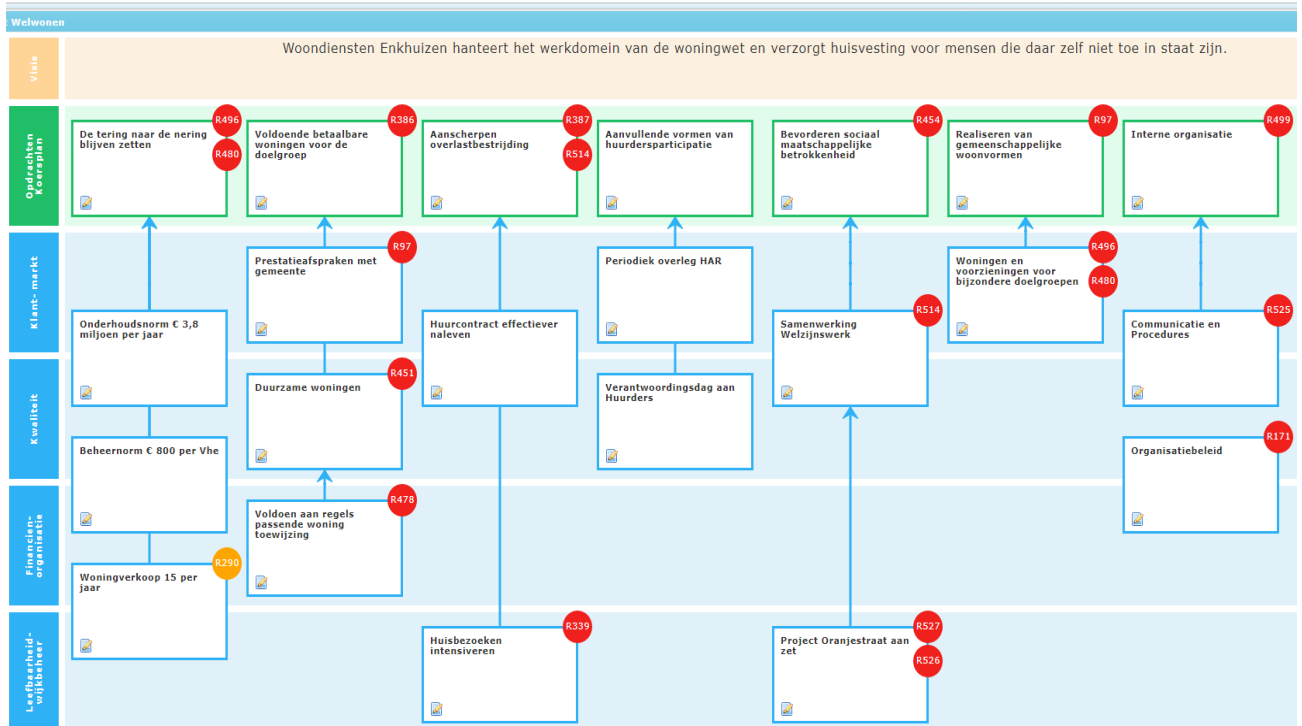 : Welwonen
Visie
Woondiensten Enkhuizen hanteert het werkdomein van de woningwet en verzorgt huisvesting voor mensen die daar zelf niet toe in staat zijn.
Opdrachten
Koersplan
De tering naar de nering
blijven zetten
R496
R480
Voldoende betaalbare
woningen voor de
doelgroep
R386
Aanscherpen
overlastbestrijding
R387
R514
Aanvullende vormen van
huurdersparticipatie
Bevorderen sociaal
maatschappelijke
betrokkenheid
R454
Realiseren van
gemeenschappelijke
woonvormen
R97
Interne organisatie
R499
Klant- markt
Onderhoudsnorm € 3,8
miljoen per jaar
Prestatieafspraken met
gemeente
R97
Huurcontract effectiever
naleven
Periodiek overleg HAR
Samenwerking
Welzijnswerk
R514
Woningen en
voorzieningen voor
bijzondere doelgroepen
R496
R480
Communicatie en
Procedures
R525
Kwaliteit
Beheernorm € 800 per Vhe
Duurzame woningen
R451
Verantwoordingsdag aan
Huurders
Organisatiebeleid
R171
Financien-
organisatie
Woningverkoop 15 per
jaar
R290
Voldoen aan regels
passende woning
toewijzing
R478
Leefbaarheid-
wijkbeheer
Huisbezoeken
intensiveren
R339
Project Oranjestraat aan
zet
R527
R526